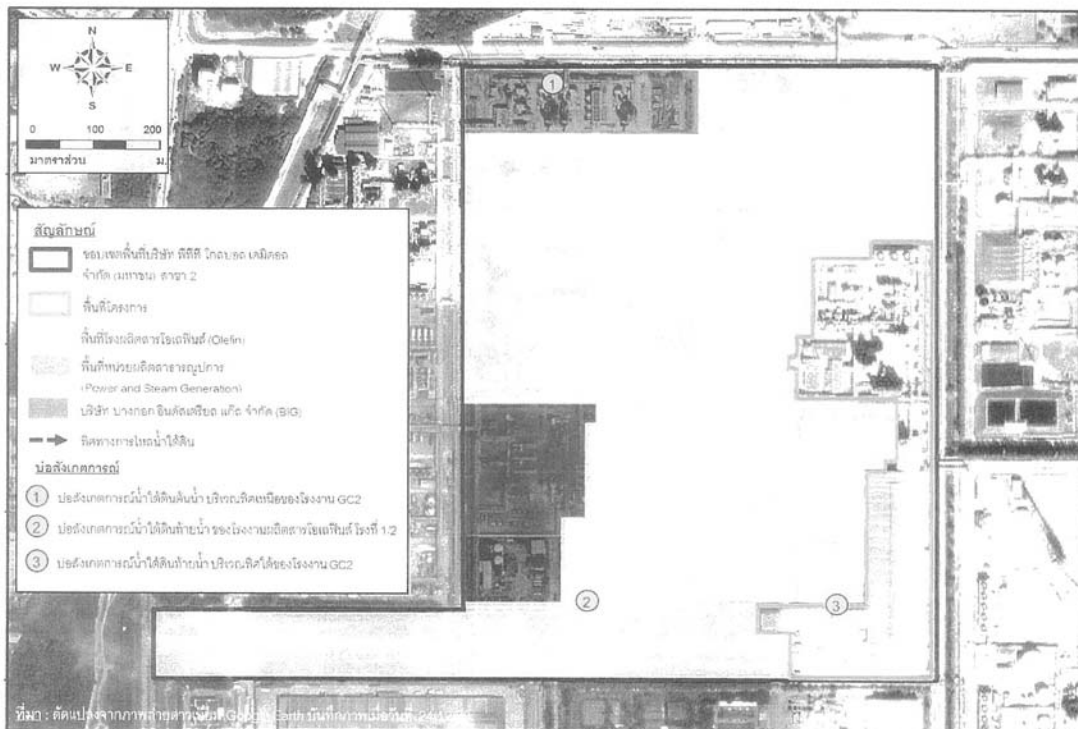 N
W E
S
0 100 200
มาตราส่วน ม.
สัญลักษณ์
ขอบเขตพื้นที่บริษัท พีทีที โกลบอล เคมิคอล
จำกัด (มหาชน) สาขา 2
พื้นที่โครงการ
พื้นที่โรงผลิตสารโอเลฟินส์ (Olefin)
พื้นที่หน่วยผลิตสาธารณูปการ
(Power and Steam Generation)
บริษัท บางกอก อินดัสเตรียล แก๊ส จำกัด (BIG)
ทิศทางการไหลน้ำใต้ดิน
บ่อสังเกตการณ์
1 บ่อสังเกตการณ์น้ำใต้ดินต้นน้ำ บริเวณทิศเหนือของโรงงาน GC2
2 บ่อสังเกตการณ์น้ำใต้ดินท้ายน้ำ ของโรงงานผลิตสารโอเลฟินส์ โรงที่ 1/2
3 บ่อสังเกตการณ์น้ำใต้ดินท้ายน้ำ บริเวณทิศใต้ของโรงงาน GC2
1
2
3
ที่มา : ดัดแปลงจากภาพถ่ายดาวเทียม Google Earth บันทึกภาพเมื่อวันที่